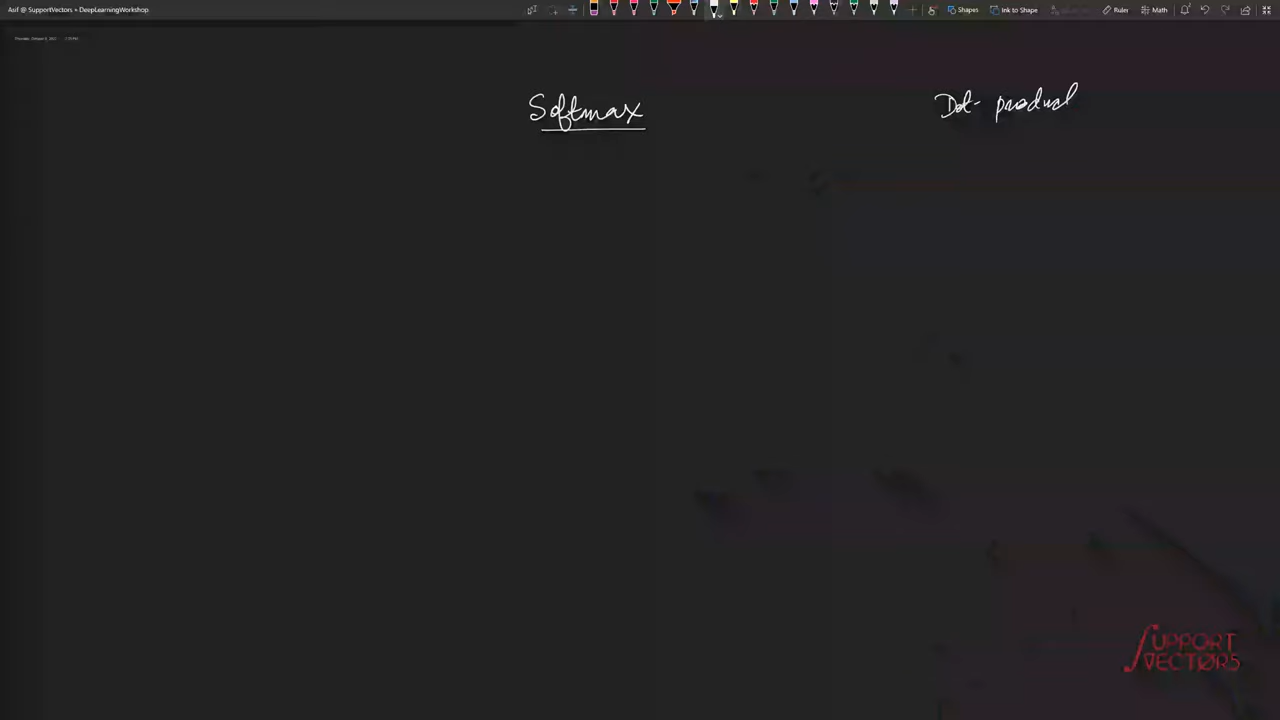 Asif @ SupportVectors » DeepLearningWorkshop
Shapes
Ink to Shape
Ruler
Math
Softmax
Dot-product
SUPPORT
VECTORS